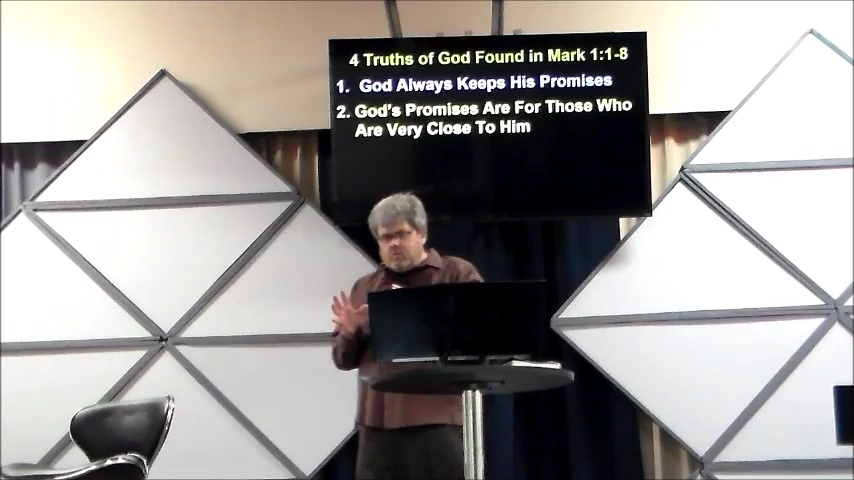 4 Truths of God Found in Mark 1:1-8
1. God Always Keeps His Promises
2. God's Promises Are For Those Who
Are Very Close To Him